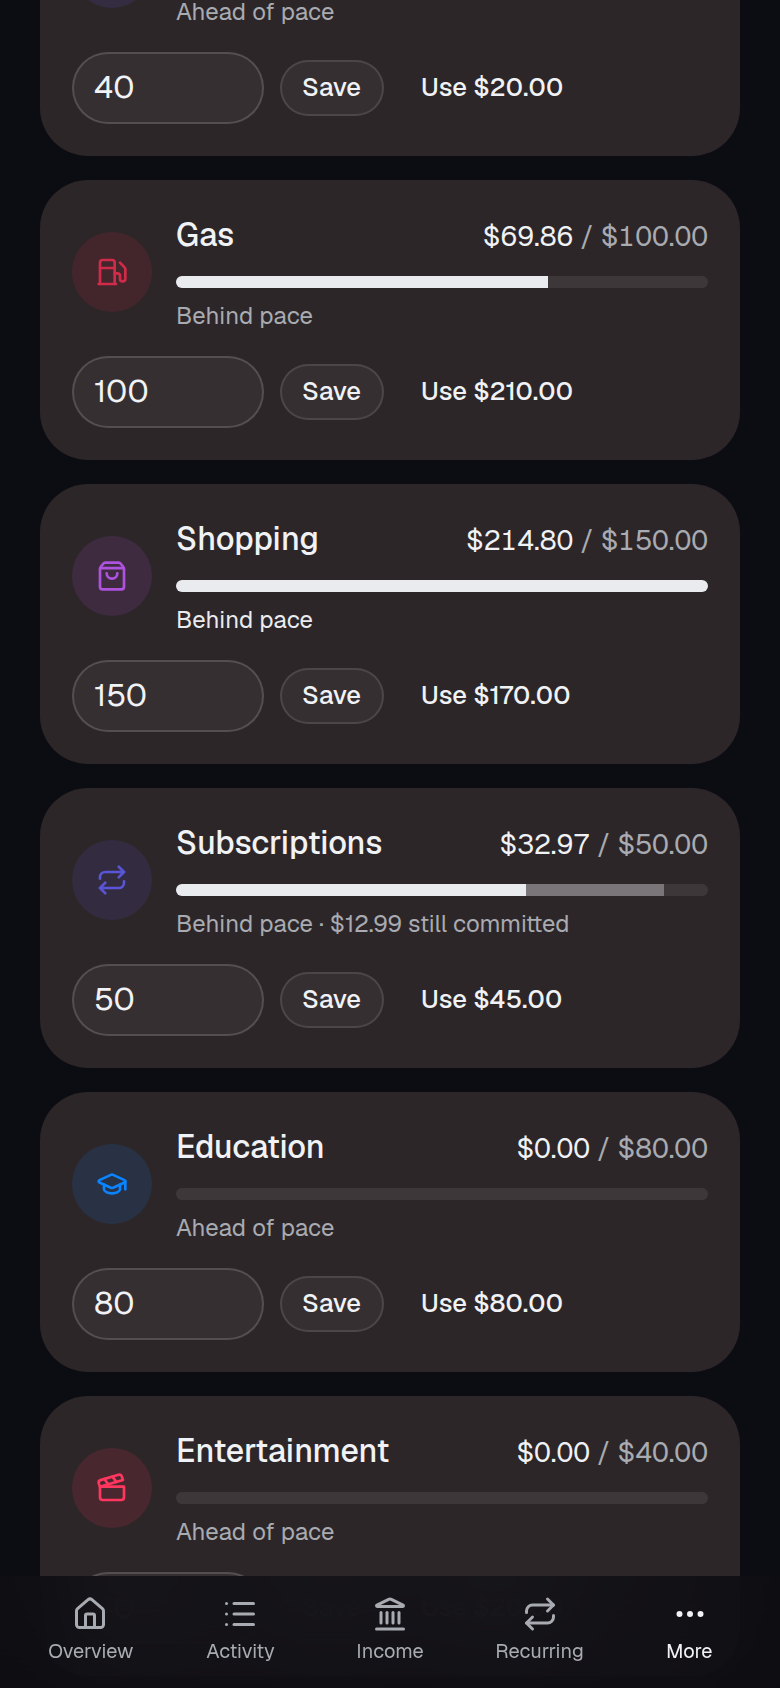 Ahead of pace
40 Save Use $20.00
Gas $69.86 / $100.00
Behind pace
100 Save Use $210.00
Shopping $214.80 / $150.00
Behind pace
150 Save Use $170.00
Subscriptions $32.97 / $50.00
Behind pace · $12.99 still committed
50 Save Use $45.00
Education $0.00 / $80.00
Ahead of pace
80 Save Use $80.00
Entertainment $0.00 / $40.00
Ahead of pace
Overview Activity Income Recurring More